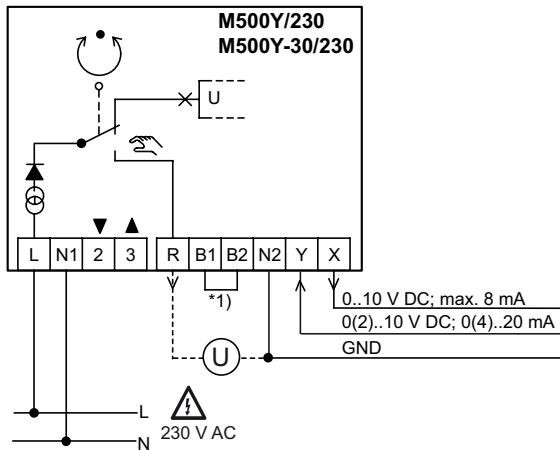 M500Y/230
M500Y-30/230
U
L N1 2 3 R B1 B2 N2 Y X
*1)
0..10 V DC; max. 8 mA
0(2)..10 V DC; 0(4)..20 mA
GND
U
L
230 V AC
N